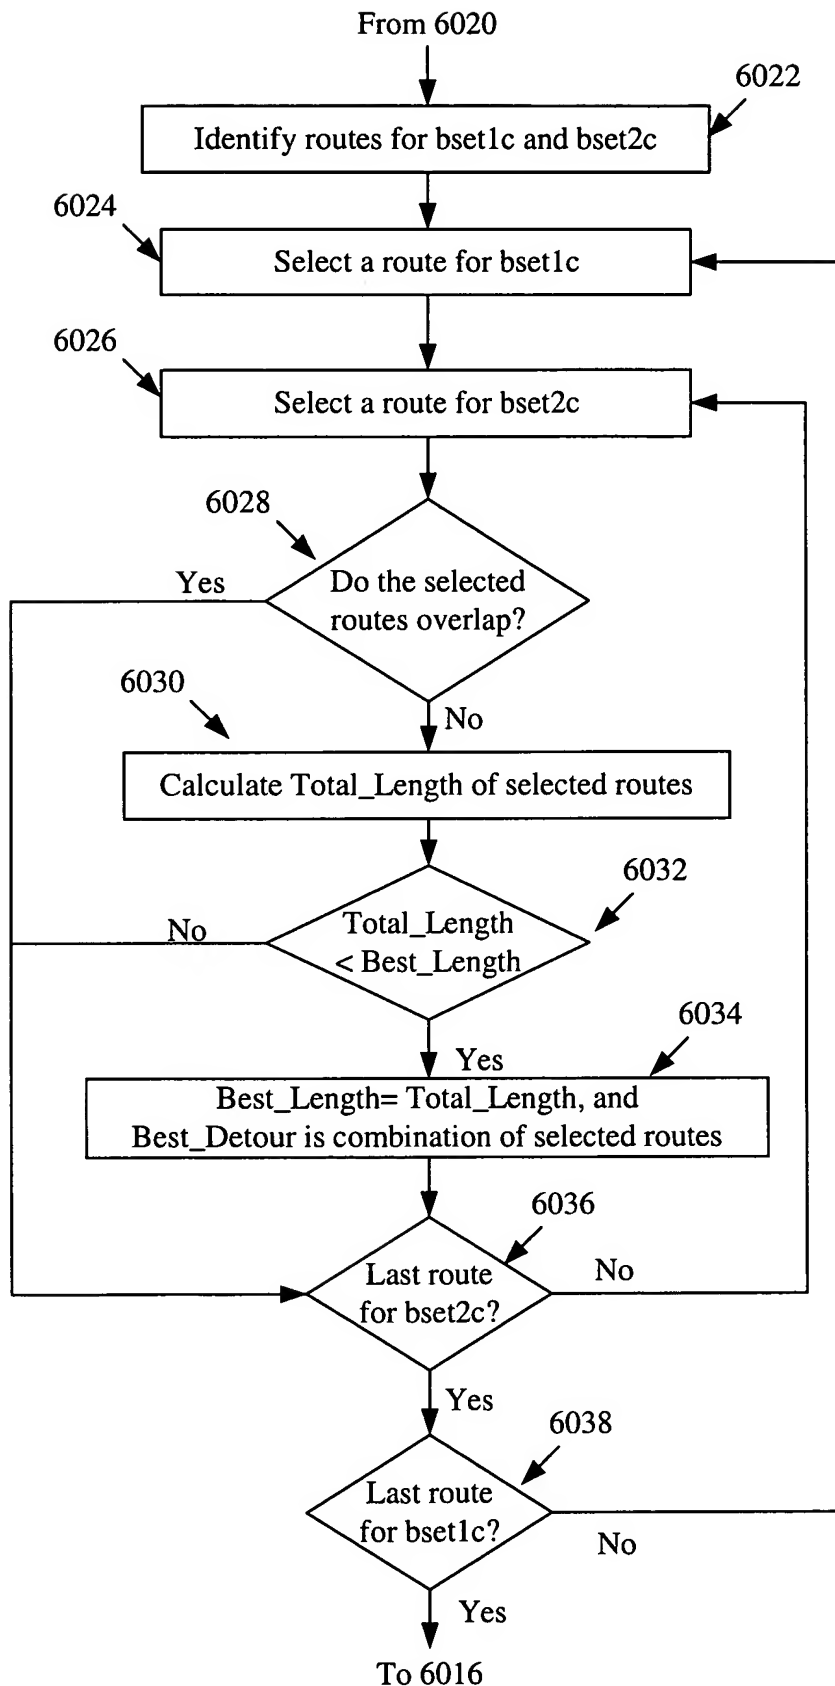 From 6020
6022
Identify routes for bset1c and bset2c
6024
Select a route for bset1c
6026
Select a route for bset2c
6028
Yes
Do the selected
routes overlap?
6030
No
Calculate Total_Length of selected routes
6032
No
Total_Length
< Best_Length
6034
Yes
Best_Length= Total_Length, and
Best_Detour is combination of selected routes
6036
Last route
for bset2c?
No
Yes
6038
Last route
for bset1c?
No
Yes
To 6016